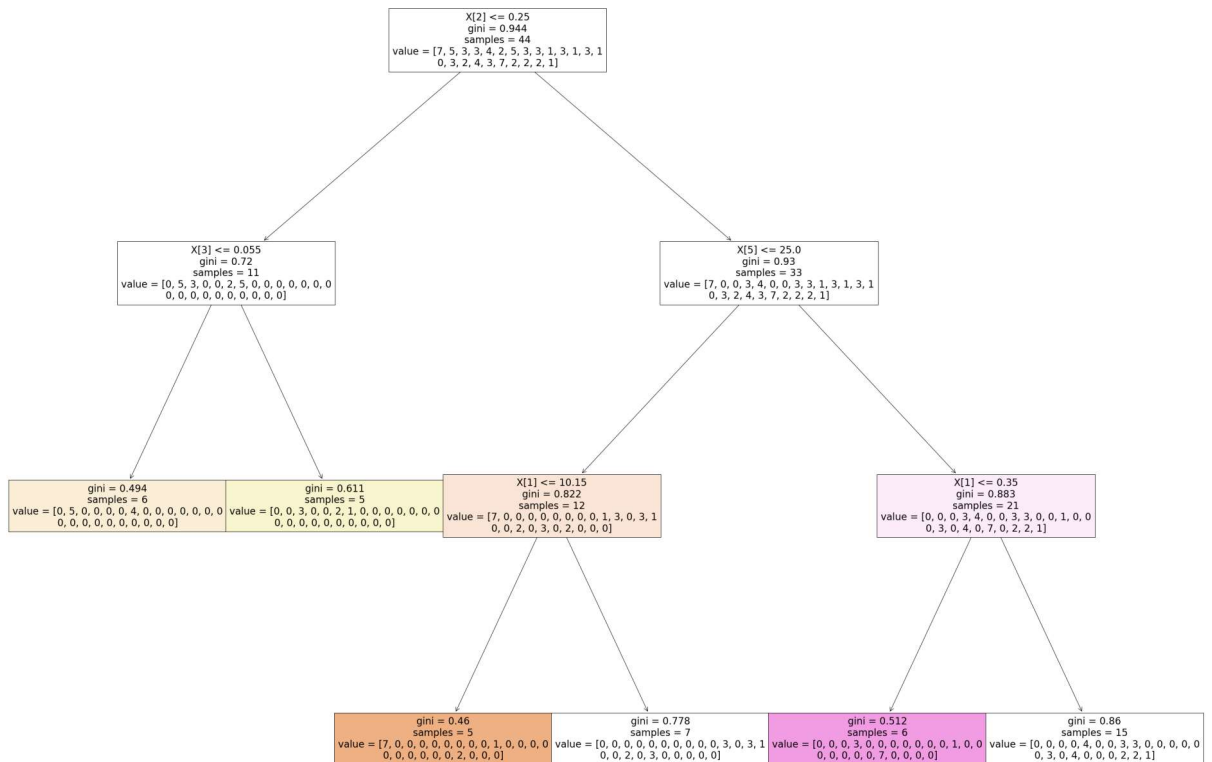 X[2] <= 0.25
gini = 0.944
samples = 44
value = [7, 5, 3, 3, 4, 2, 5, 3, 3, 1, 3, 1, 3, 1
0, 3, 2, 4, 3, 7, 2, 2, 2, 1]
X[3] <= 0.055
gini = 0.72
samples = 11
value = [0, 5, 3, 0, 0, 2, 5, 0, 0, 0, 0, 0, 0, 0
0, 0, 0, 0, 0, 0, 0, 0, 0, 0]
X[5] <= 25.0
gini = 0.93
samples = 33
value = [7, 0, 0, 3, 4, 0, 0, 3, 3, 1, 3, 1, 3, 1
0, 3, 2, 4, 3, 7, 2, 2, 2, 1]
gini = 0.494
samples = 6
value = [0, 5, 0, 0, 0, 0, 4, 0, 0, 0, 0, 0, 0, 0
0, 0, 0, 0, 0, 0, 0, 0, 0, 0]
gini = 0.611
samples = 5
value = [0, 0, 3, 0, 0, 2, 1, 0, 0, 0, 0, 0, 0, 0
0, 0, 0, 0, 0, 0, 0, 0, 0, 0]
X[1] <= 10.15
gini = 0.822
samples = 12
value = [7, 0, 0, 0, 0, 0, 0, 0, 0, 1, 3, 0, 3, 1
0, 0, 2, 0, 3, 0, 2, 0, 0, 0]
X[1] <= 0.35
gini = 0.883
samples = 21
value = [0, 0, 0, 3, 4, 0, 0, 3, 3, 0, 0, 1, 0, 0
0, 3, 0, 4, 0, 7, 0, 2, 2, 1]
gini = 0.46
samples = 5
value = [7, 0, 0, 0, 0, 0, 0, 0, 0, 1, 0, 0, 0, 0
0, 0, 0, 0, 0, 0, 2, 0, 0, 0]
gini = 0.778
samples = 7
value = [0, 0, 0, 0, 0, 0, 0, 0, 0, 0, 3, 0, 3, 1
0, 0, 2, 0, 3, 0, 0, 0, 0, 0]
gini = 0.512
samples = 6
value = [0, 0, 0, 3, 0, 0, 0, 0, 0, 0, 0, 1, 0, 0
0, 0, 0, 0, 0, 7, 0, 0, 0, 0]
gini = 0.86
samples = 15
value = [0, 0, 0, 0, 4, 0, 0, 3, 3, 0, 0, 0, 0, 0
0, 3, 0, 4, 0, 0, 0, 2, 2, 1]